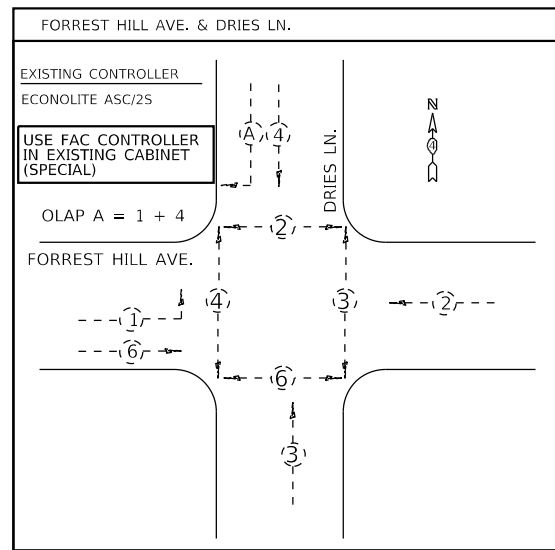 FORREST HILL AVE. & DRIES LN.
EXISTING CONTROLLER
ECONOLITE ASC/2S
USE FAC CONTROLLER
IN EXISTING CABINET
(SPECIAL)
OLAP A = 1 + 4
FORREST HILL AVE.
DRIES LN.
N
4
A
4
2
4
3
2
1
6
6
3